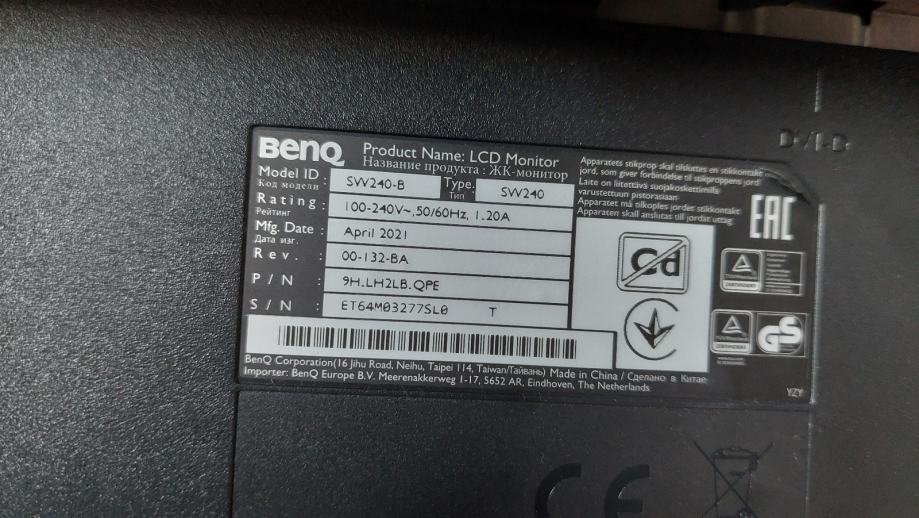 DVI-D
BenQ Product Name: LCD Monitor
Название продукта : ЖК-монитор
Model ID : SW240-B Type. SW240
Код модели Тип
Rating : 100-240V~,50/60Hz, 1.20A
Рейтинг
Mfg. Date : April 2021
Дата изг.
Rev. : 00-132-BA
P / N : 9H.LH2LB.QPE
S / N : ET64M03277SL0 T
Apparatets stikprop skal tilsluttes en stikkontakt
jord, som giver forbindelse til stikproppens jord
Laite on liitettävä suojakoskettimilla
varustettuun pistorasiaan
Apparatet må tilkoples jordet stikkontakt
Apparaten skall anslutas till jordat uttag.
EAC
Cd
GS
BenQ Corporation(16 Jihu Road, Neihu, Taipei 114, Taiwan/Тайвань) Made in China / Сделано в Китае
Importer: BenQ Europe B.V. Meerenakkerweg 1-17, 5652 AR, Eindhoven, The Netherlands
YZY
CE